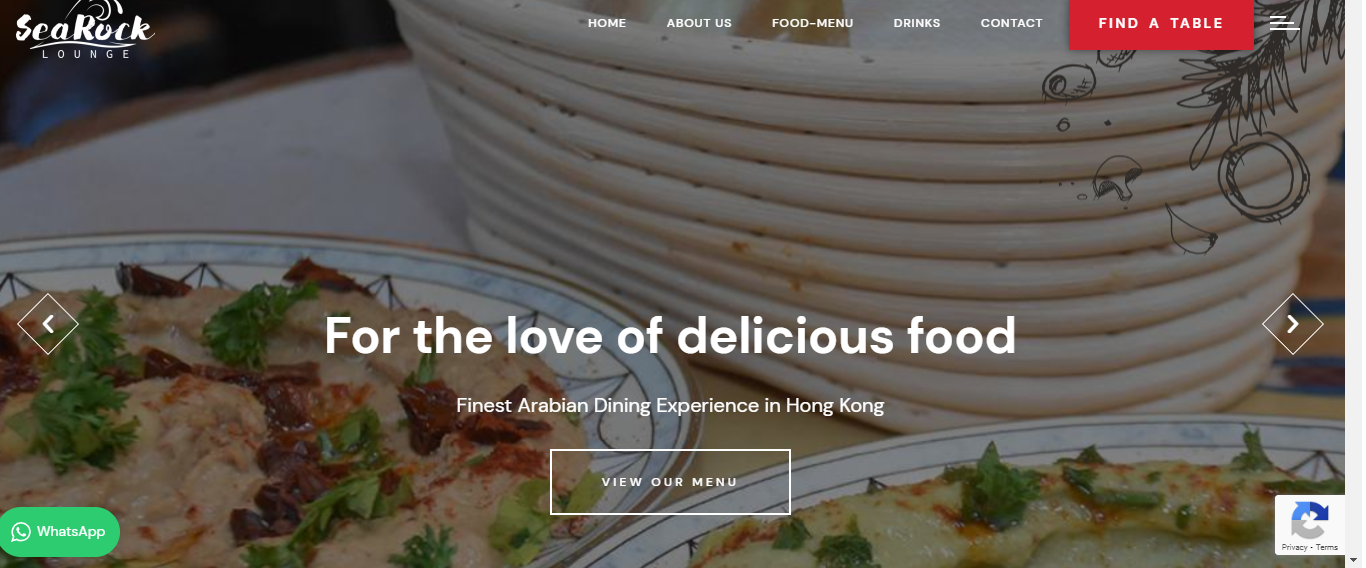 SeaRock
LOUNGE
HOME
ABOUT US
FOOD-MENU
DRINKS
CONTACT
FIND A TABLE
For the love of delicious food
Finest Arabian Dining Experience in Hong Kong
VIEW OUR MENU
WhatsApp
Privacy - Terms